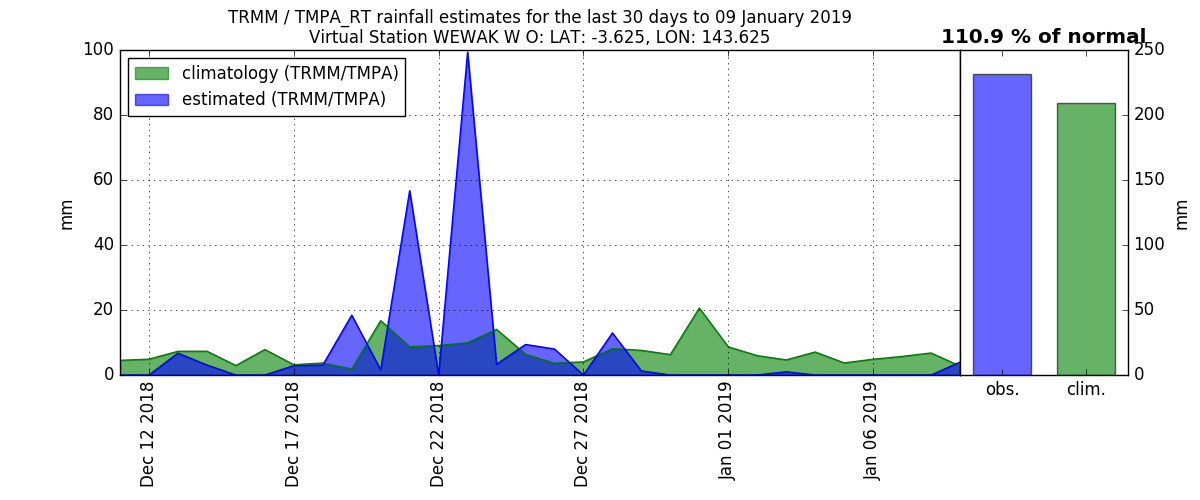 TRMM / TMPA_RT rainfall estimates for the last 30 days to 09 January 2019
Virtual Station WEWAK W O: LAT: -3.625, LON: 143.625
110.9 % of normal
climatology (TRMM/TMPA)
estimated (TRMM/TMPA)
100
80
60
40
20
0
mm
250
200
150
100
50
0
mm
obs.
clim.
Dec 12 2018
Dec 17 2018
Dec 22 2018
Dec 27 2018
Jan 01 2019
Jan 06 2019